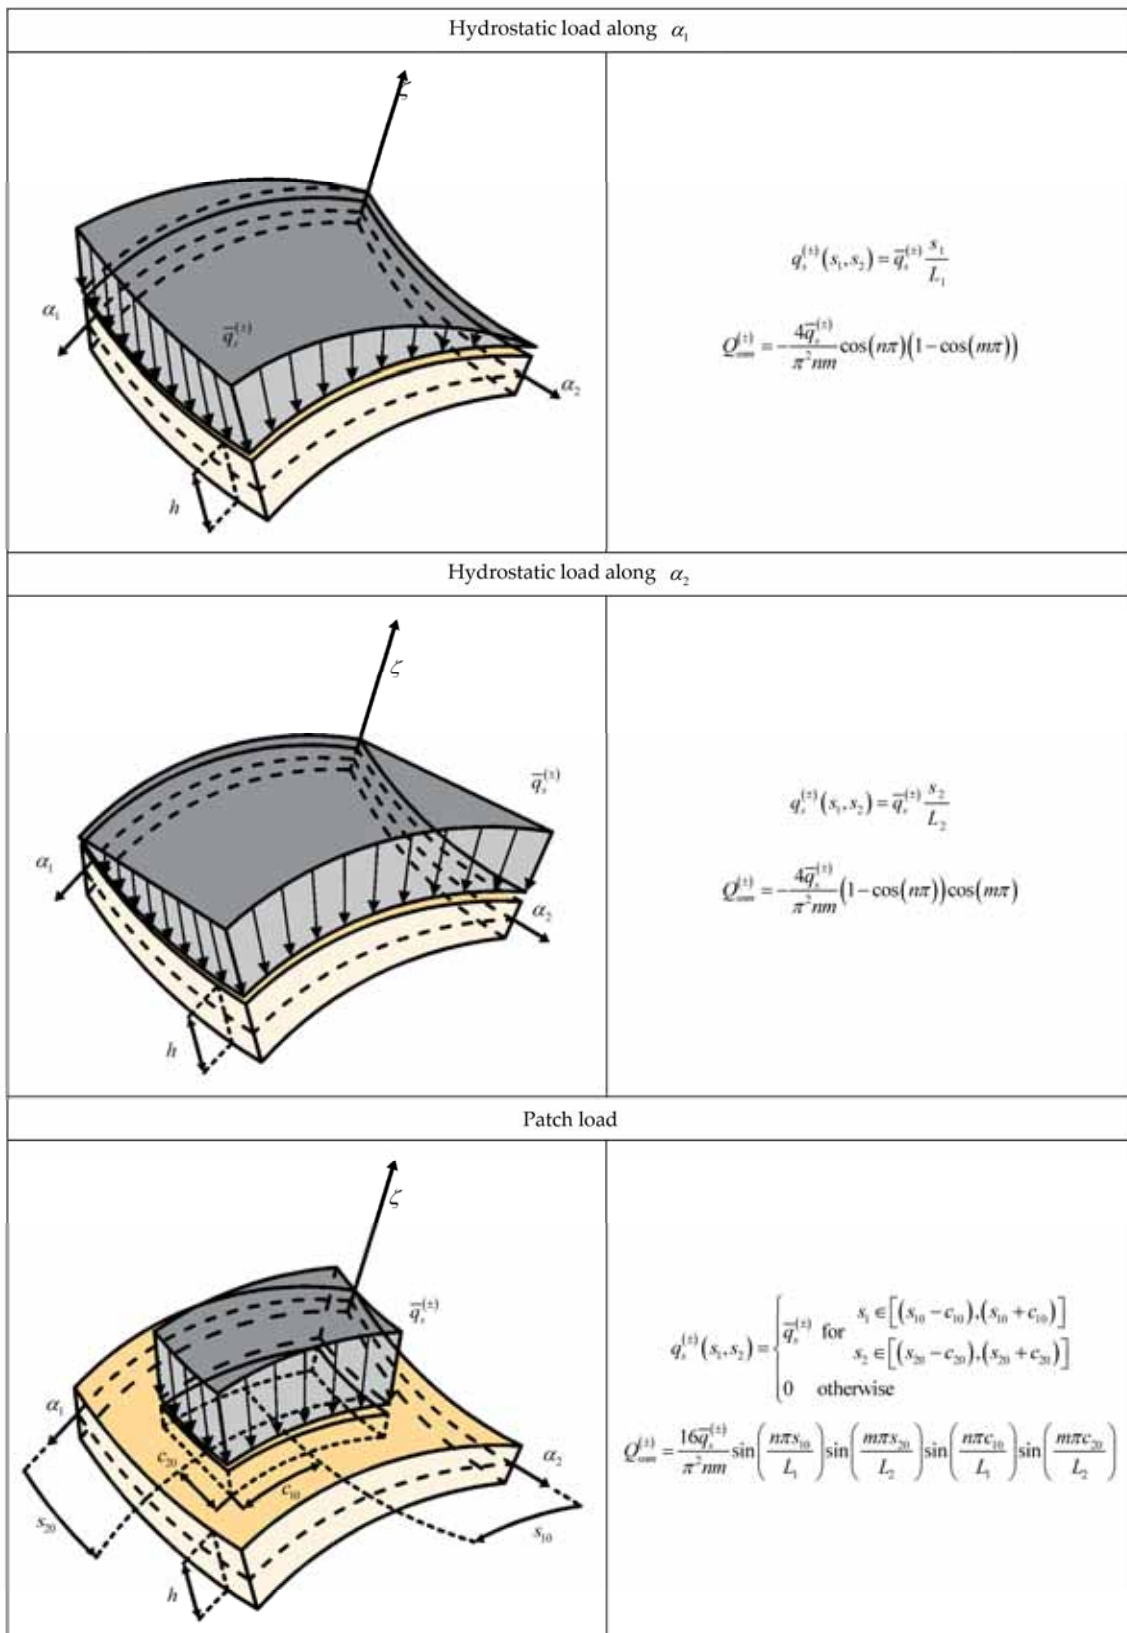 Hydrostatic load along α₁
ζ
α₁
q̄ₛ⁽±⁾
α₂
h
qₛ⁽±⁾(s₁,s₂) = q̄ₛ⁽±⁾ s₁/L₁
= −4q̄ₛ⁽±⁾/π²nm cos(nπ)(1−cos(mπ))
Hydrostatic load along α₂
ζ
q̄ₛ⁽±⁾
α₁
α₂
h
qₛ⁽±⁾(s₁,s₂) = q̄ₛ⁽±⁾ s₂/L₂
= −4q̄ₛ⁽±⁾/π²nm (1−cos(nπ))cos(mπ)
Patch load
ζ
q̄ₛ⁽±⁾
α₁
c₂₀
c₁₀
α₂
s₂₀
s₁₀
h
qₛ⁽±⁾(s₁,s₂) = { q̄ₛ⁽±⁾ for s₁ ∈ [(s₁₀ − c₁₀),(s₁₀ + c₁₀)]
s₂ ∈ [(s₂₀ − c₂₀),(s₂₀ + c₂₀)]
0 otherwise
= 16q̄ₛ⁽±⁾/π²nm sin(nπs₁₀/L₁) sin(mπs₂₀/L₂) sin(nπc₁₀/L₁) sin(mπc₂₀/L₂)